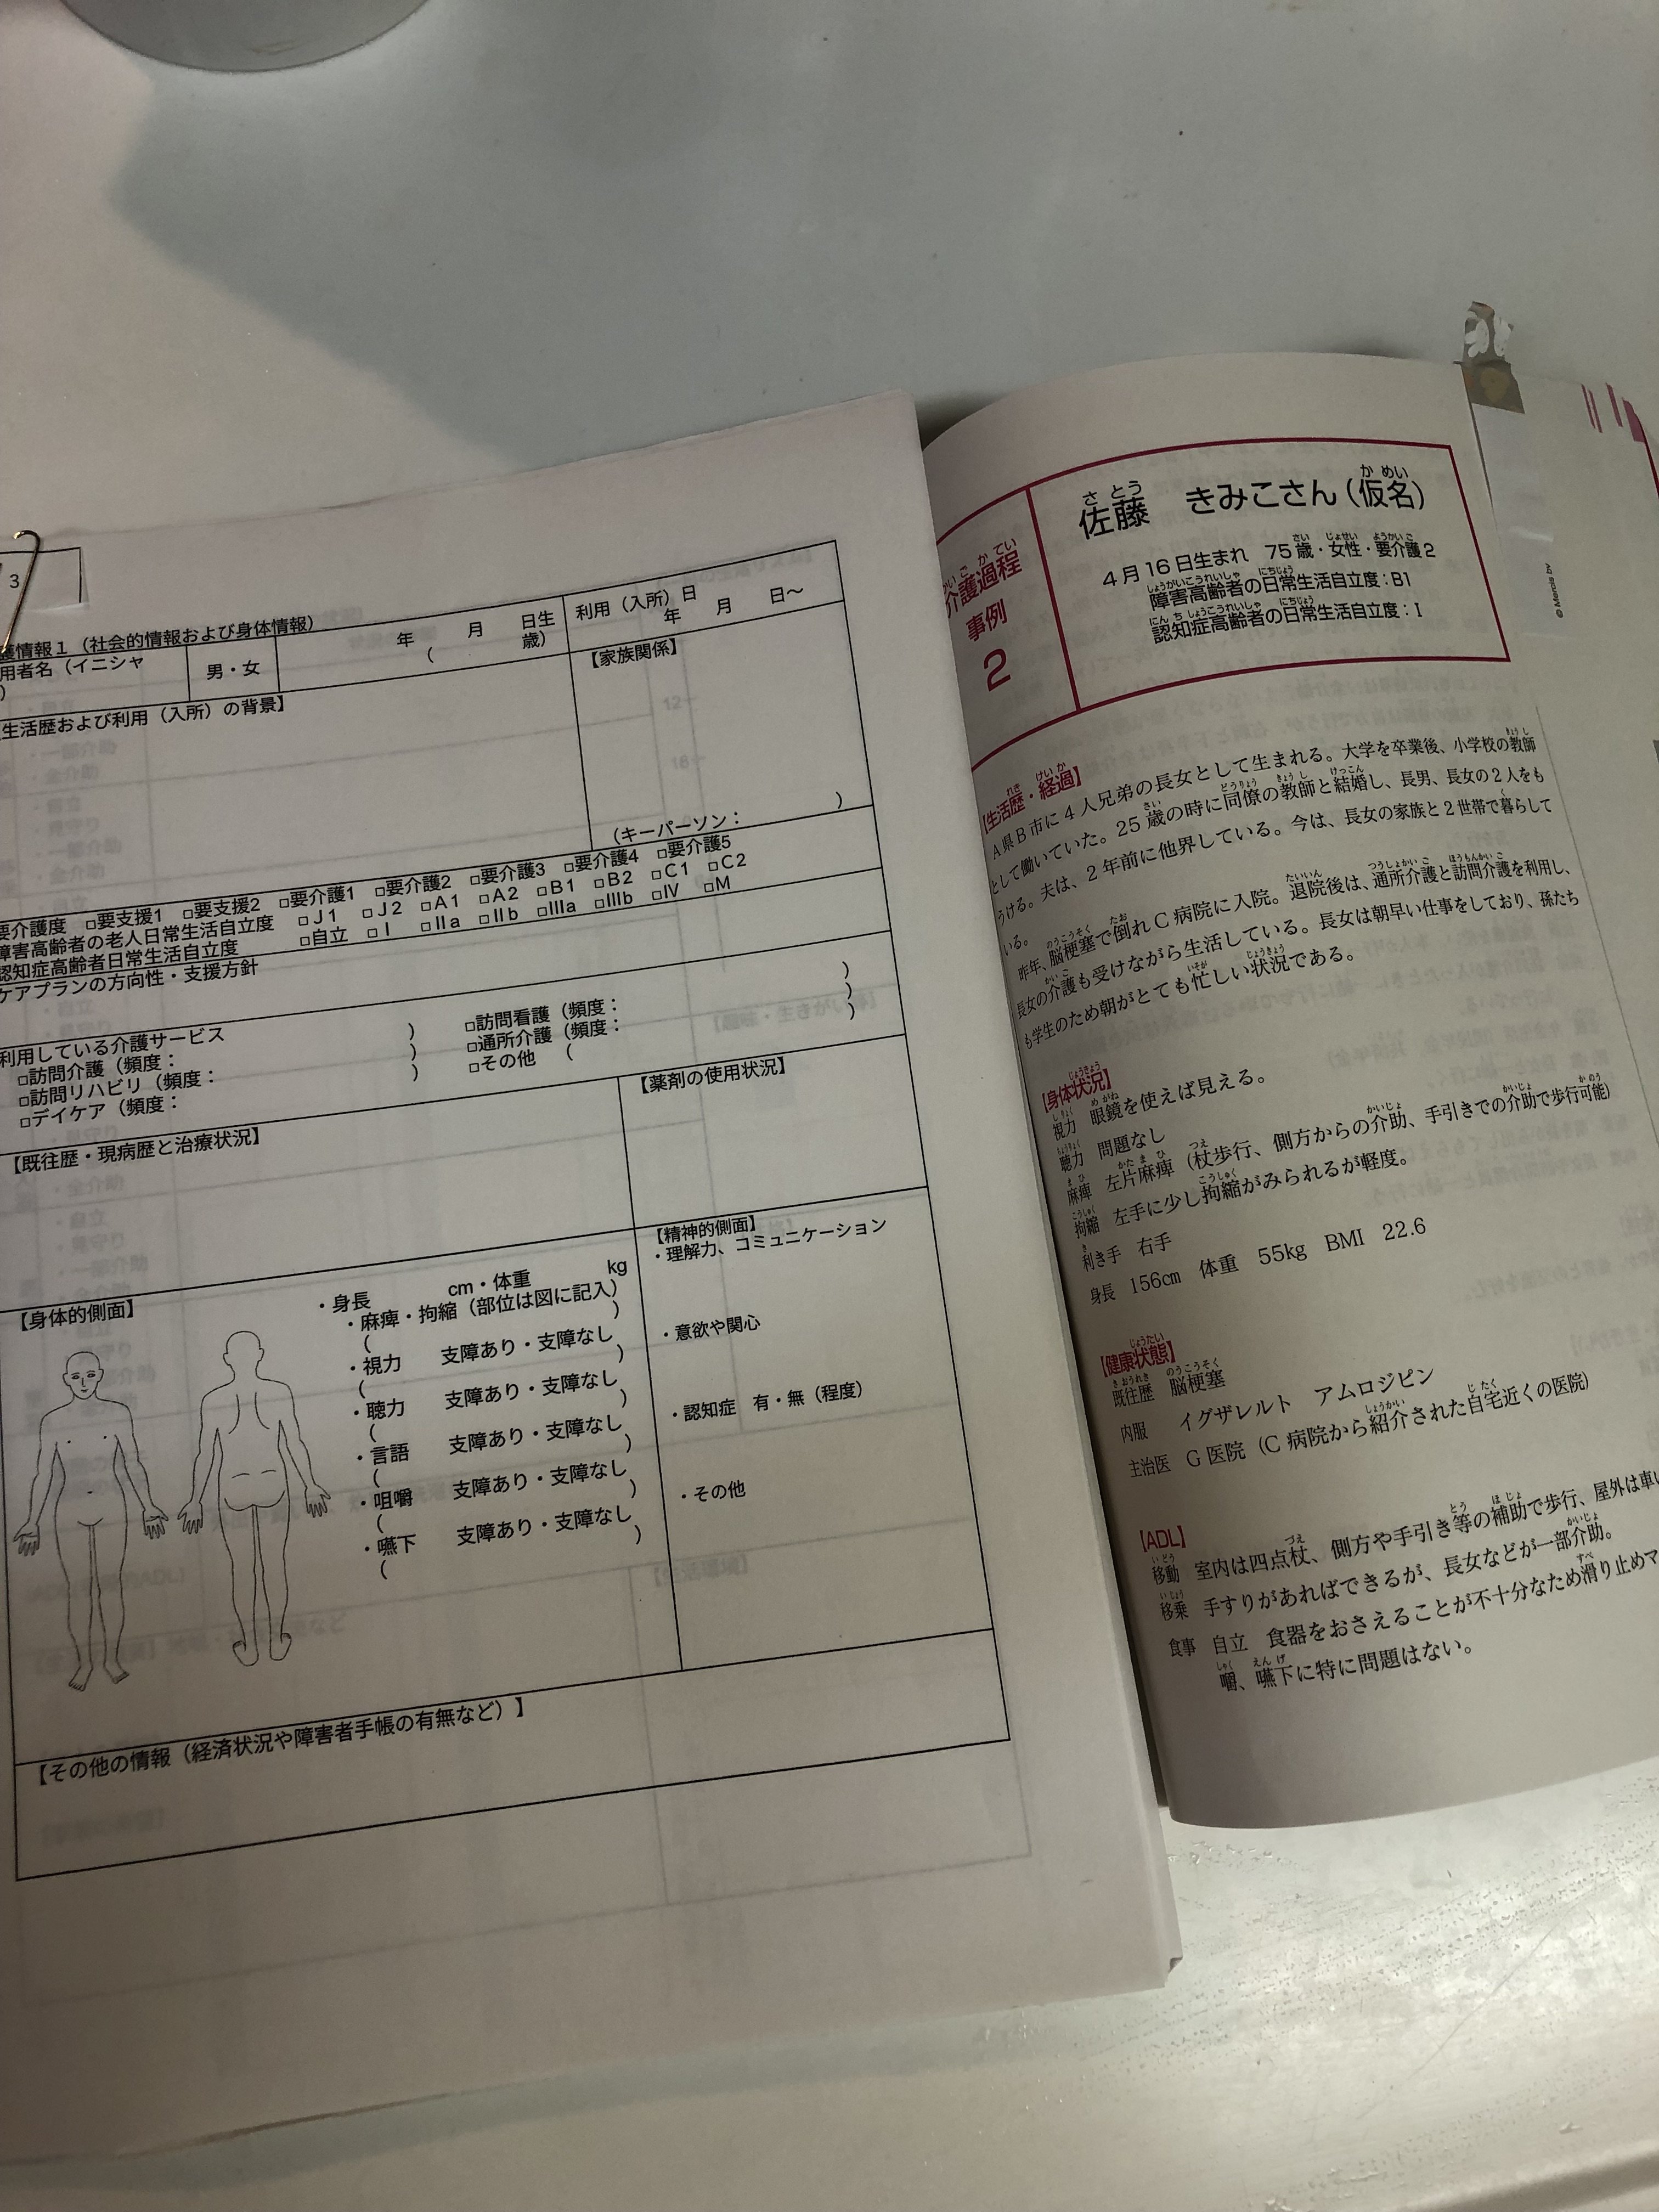 3
護情報１（社会的情報および身体情報）
用者名（イニシャ
）
男・女
年　月　日生
（　歳）
利用（入所）日
年　月　日～
生活歴および利用（入所）の背景】
【家族関係】
（キーパーソン：　）
要介護度　□要支援1　□要支援2　□要介護1　□要介護2　□要介護3　□要介護4　□要介護5
障害高齢者の老人日常生活自立度　□J1　□J2　□A1　□A2　□B1　□B2　□C1　□C2
認知症高齢者日常生活自立度　□自立　□I　□IIa　□IIb　□IIIa　□IIIb　□IV　□M
ケアプランの方向性・支援方針
利用している介護サービス
□訪問介護（頻度：　）　□訪問看護（頻度：　）
□訪問リハビリ（頻度：　）　□通所介護（頻度：　）
□デイケア（頻度：　）　□その他　（　）
【既往歴・現病歴と治療状況】
【薬剤の使用状況】
【身体的側面】
・身長　cm・体重　kg
・麻痺・拘縮（部位は図に記入）
（　）
・視力　支障あり・支障なし
（　）
・聴力　支障あり・支障なし
（　）
・言語　支障あり・支障なし
（　）
・咀嚼　支障あり・支障なし
（　）
・嚥下　支障あり・支障なし
（　）
【精神的側面】
・理解力、コミュニケーション
・意欲や関心
・認知症　有・無（程度）
・その他
【その他の情報（経済状況や障害者手帳の有無など）】
介護過程
事例
2
佐藤　きみこさん（仮名）
4月16日生まれ　75歳・女性・要介護2
障害高齢者の日常生活自立度：B1
認知症高齢者の日常生活自立度：I
© Merds by
【生活歴・経過】
A県B市に4人兄弟の長女として生まれる。大学を卒業後、小学校の教師
として働いていた。25歳の時に同僚の教師と結婚し、長男、長女の2人をも
うける。夫は、2年前に他界している。今は、長女の家族と2世帯で暮らして
いる。
昨年、脳梗塞で倒れC病院に入院。退院後は、通所介護と訪問介護を利用し、
長女の介護も受けながら生活している。長女は朝早い仕事をしており、孫たち
も学生のため朝がとても忙しい状況である。
【身体状況】
視力　眼鏡を使えば見える。
聴力　問題なし
麻痺　左片麻痺（杖歩行、側方からの介助、手引きでの介助で歩行可能）
拘縮　左手に少し拘縮がみられるが軽度。
利き手　右手
身長　156cm　体重　55kg　BMI　22.6
【健康状態】
既往歴　脳梗塞
内服　イグザレルト　アムロジピン
主治医　G医院（C病院から紹介された自宅近くの医院）
【ADL】
移動　室内は四点杖、側方や手引き等の補助で歩行、屋外は車い
移乗　手すりがあればできるが、長女などが一部介助。
食事　自立　食器をおさえることが不十分なため滑り止めマ
嚼、嚥下に特に問題はない。